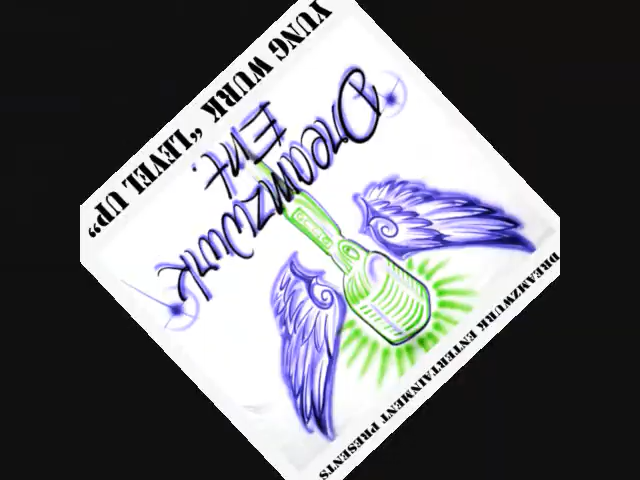 DREAMZWURK ENTERTAINMENT PRESENTS
Dreamzwurk
Ent.
YUNG WURK “LEVEL UP”